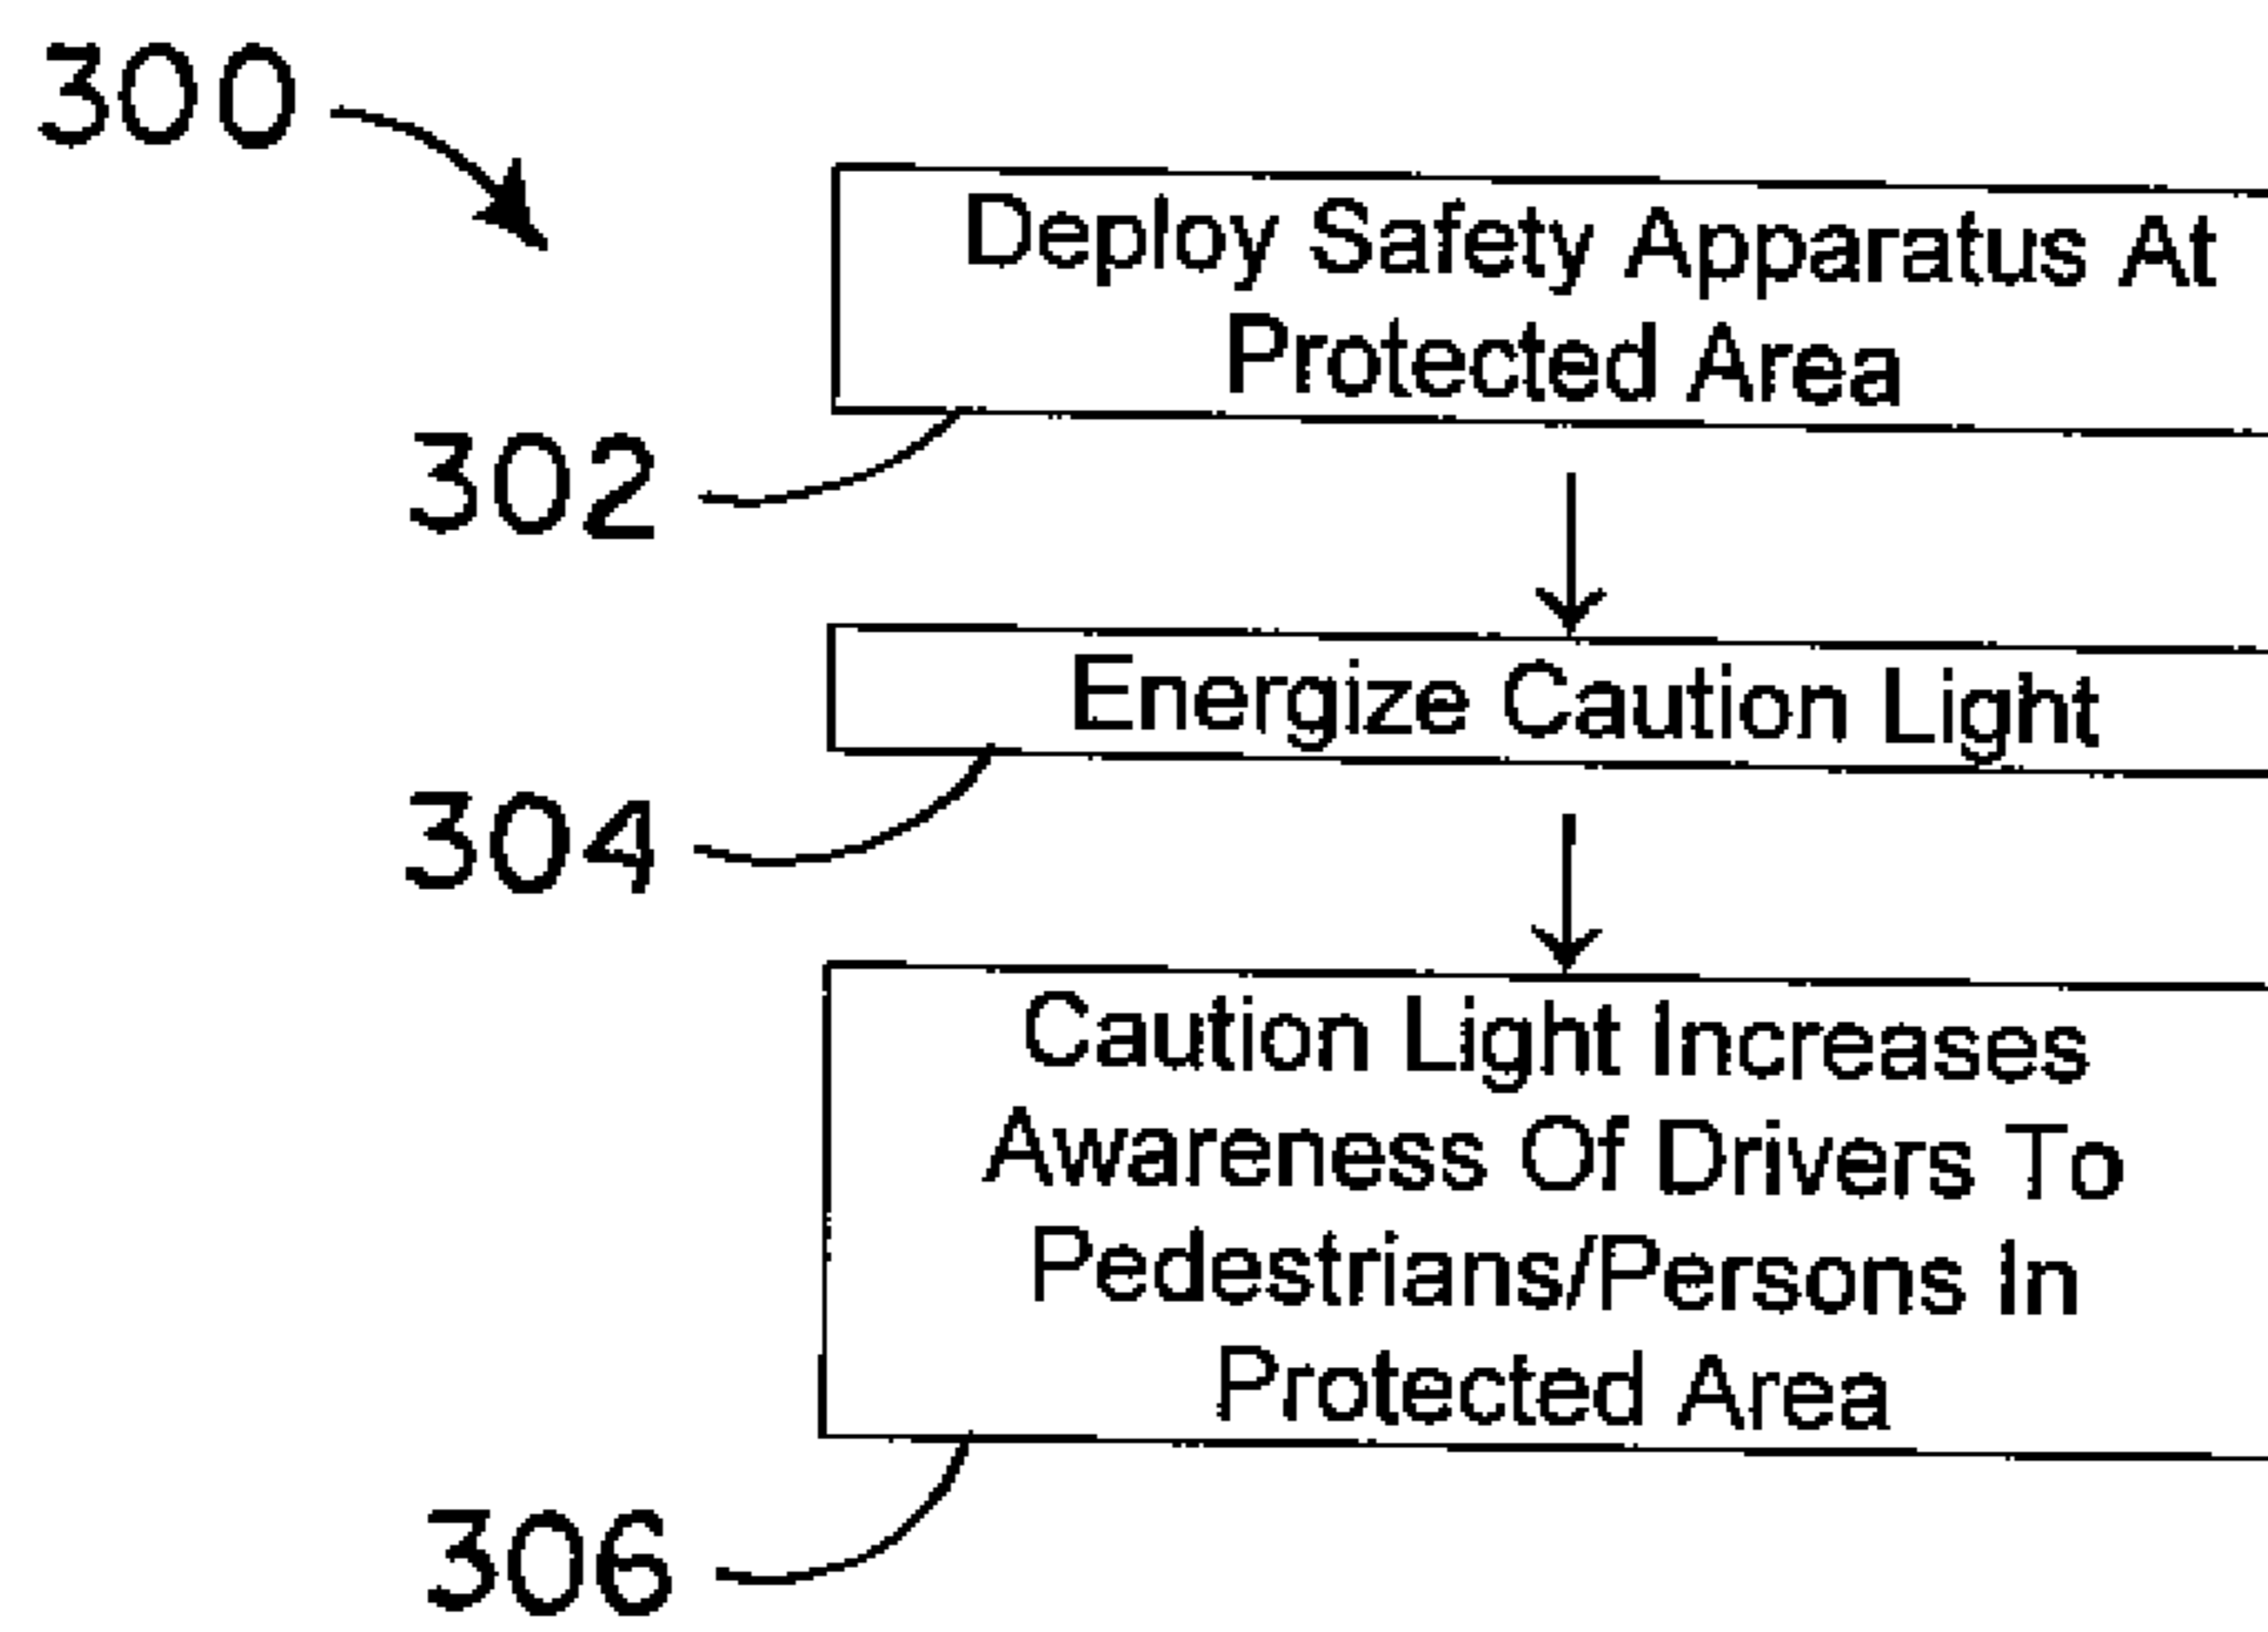 300
Deploy Safety Apparatus At
Protected Area
302
Energize Caution Light
304
Caution Light Increases
Awareness Of Drivers To
Pedestrians/Persons In
Protected Area
306